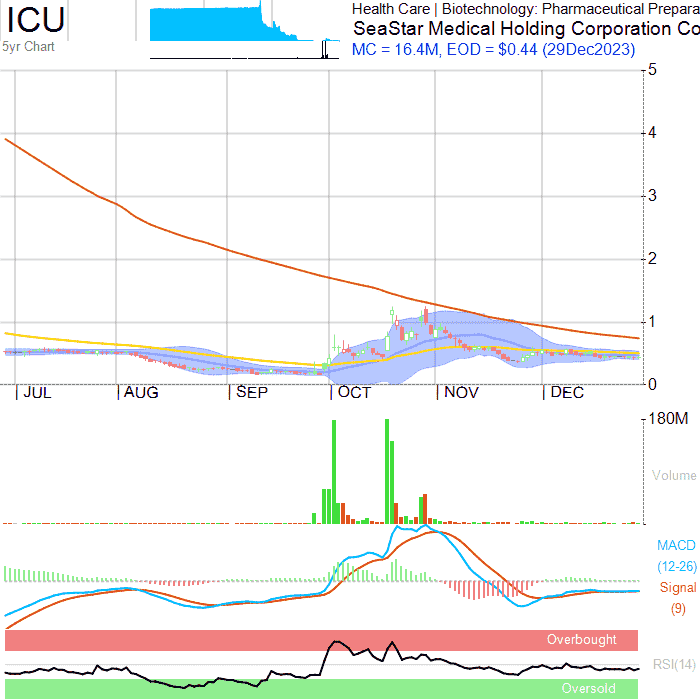 ICU
5yr Chart
Health Care | Biotechnology: Pharmaceutical Prepara
SeaStar Medical Holding Corporation Co
MC = 16.4M, EOD = $0.44 (29Dec2023)
5
4
3
2
1
0
| JUL | AUG | SEP | OCT | NOV | DEC
180M
Volume
MACD
(12-26)
Signal
(9)
Overbought
RSI(14)
Oversold